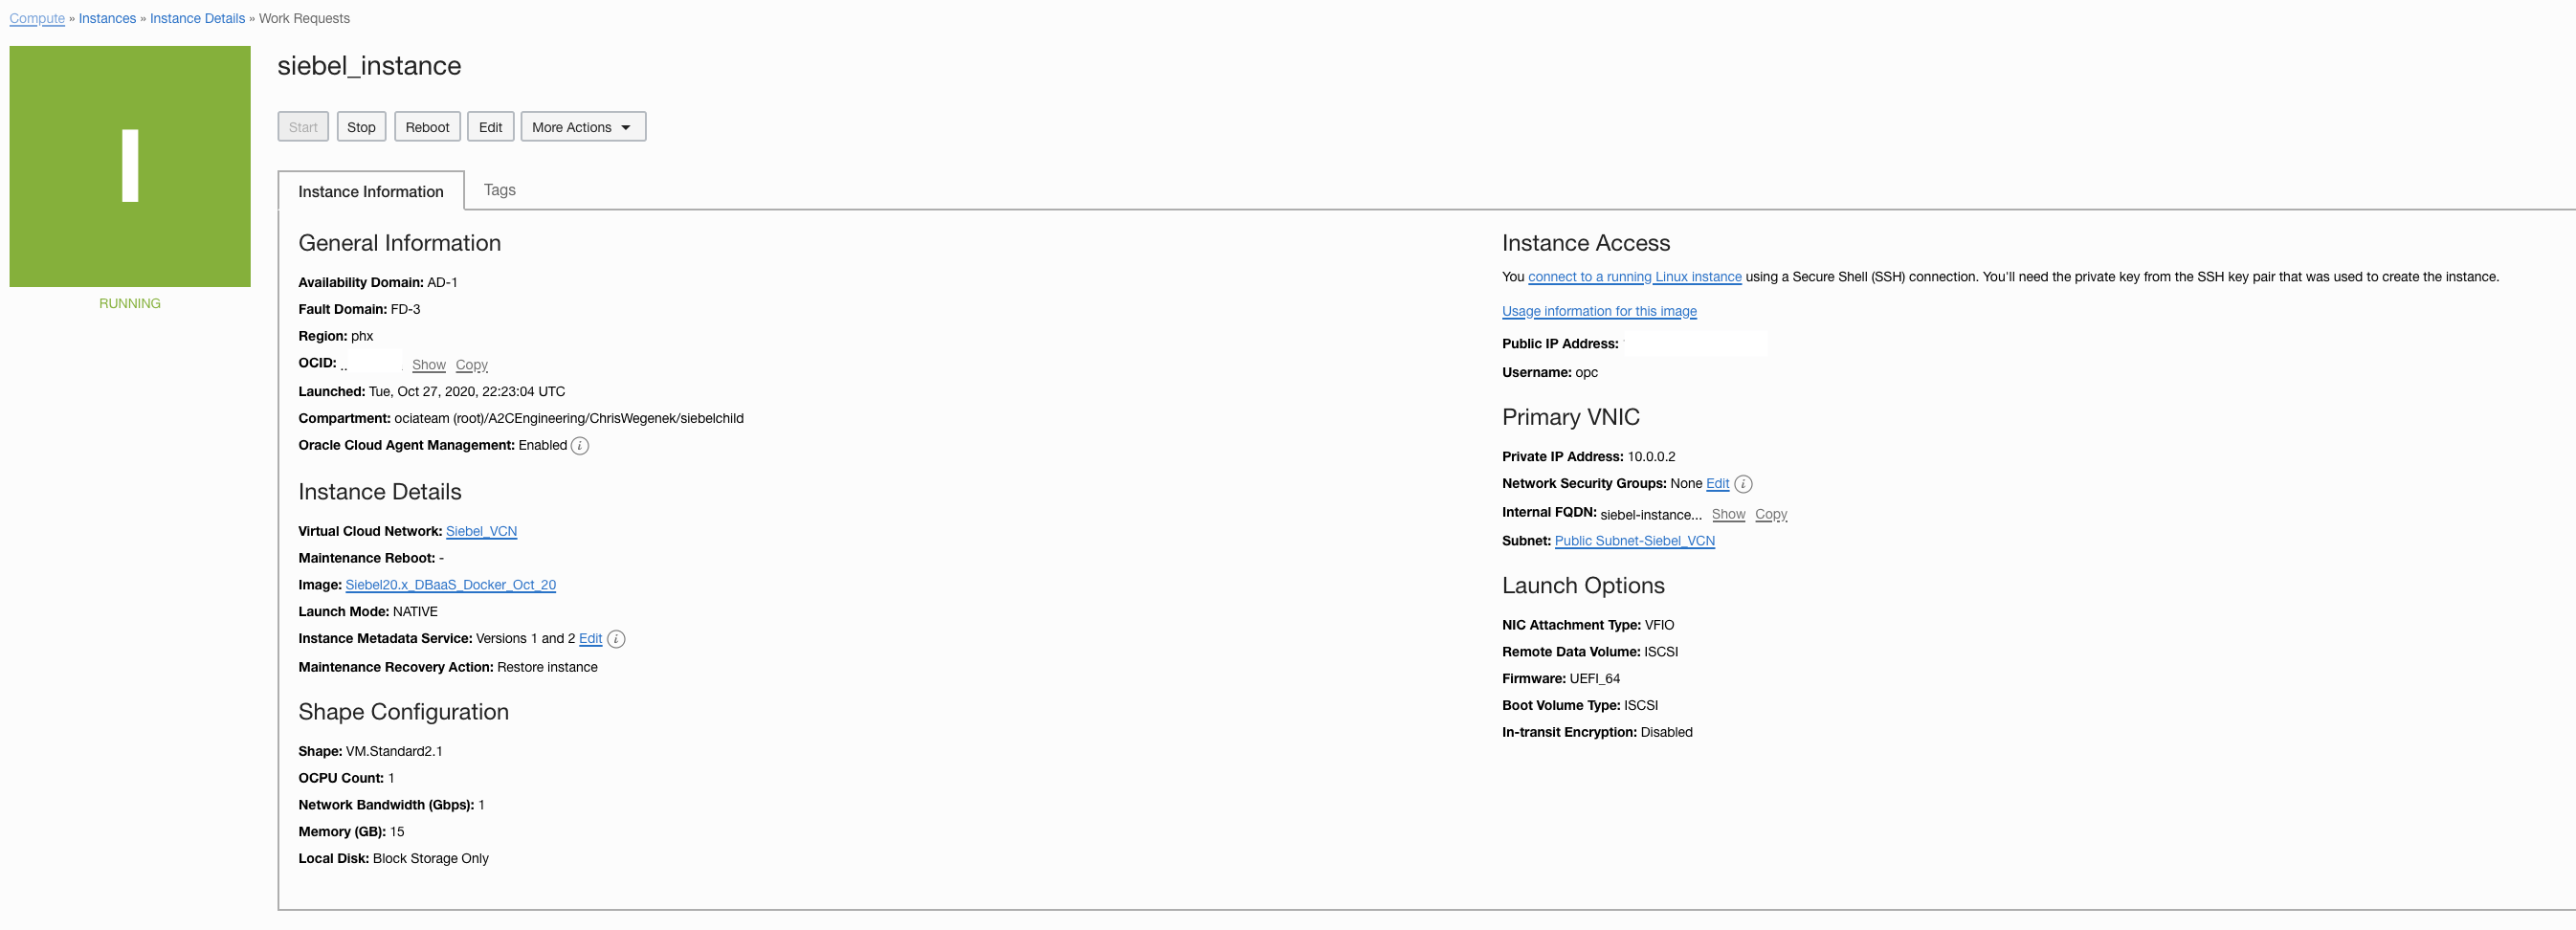 Compute » Instances » Instance Details » Work Requests
I
RUNNING
siebel_instance
Start Stop Reboot Edit More Actions
Instance Information Tags
General Information
Availability Domain: AD-1
Fault Domain: FD-3
Region: phx
OCID: .. Show Copy
Launched: Tue, Oct 27, 2020, 22:23:04 UTC
Compartment: ociateam (root)/A2CEngineering/ChrisWegenek/siebelchild
Oracle Cloud Agent Management: Enabled i
Instance Details
Virtual Cloud Network: Siebel_VCN
Maintenance Reboot: -
Image: Siebel20.x_DBaaS_Docker_Oct_20
Launch Mode: NATIVE
Instance Metadata Service: Versions 1 and 2 Edit i
Maintenance Recovery Action: Restore instance
Shape Configuration
Shape: VM.Standard2.1
OCPU Count: 1
Network Bandwidth (Gbps): 1
Memory (GB): 15
Local Disk: Block Storage Only
Instance Access
You connect to a running Linux instance using a Secure Shell (SSH) connection. You'll need the private key from the SSH key pair that was used to create the instance.
Usage information for this image
Public IP Address:
Username: opc
Primary VNIC
Private IP Address: 10.0.0.2
Network Security Groups: None Edit i
Internal FQDN: siebel-instance... Show Copy
Subnet: Public Subnet-Siebel_VCN
Launch Options
NIC Attachment Type: VFIO
Remote Data Volume: ISCSI
Firmware: UEFI_64
Boot Volume Type: ISCSI
In-transit Encryption: Disabled